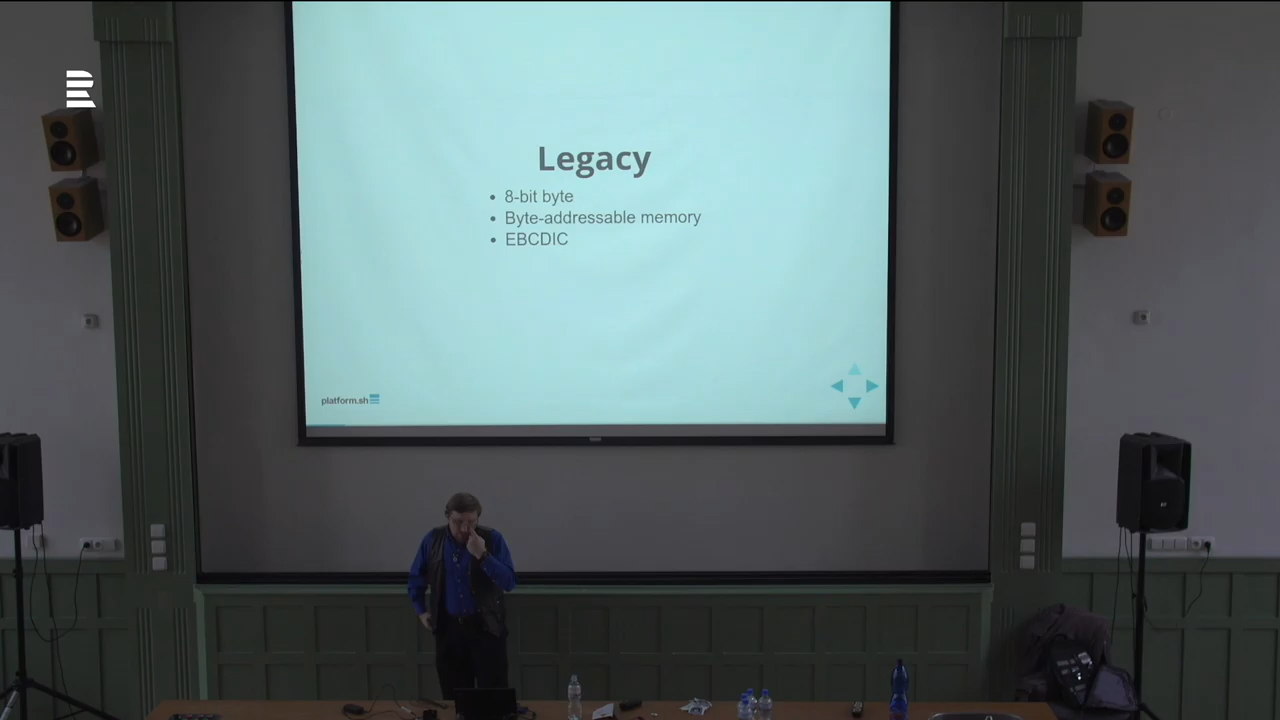 Legacy
8-bit byte
Byte-addressable memory
EBCDIC
platform.sh